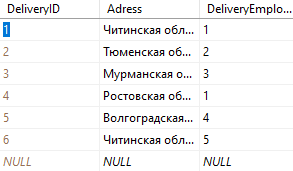 DeliveryID Adress DeliveryEmplo...
1 Читинская обл... 1
2 Тюменская об... 2
3 Мурманская о... 3
4 Ростовская об... 1
5 Волгоградская... 4
6 Читинская обл... 5
NULL NULL NULL